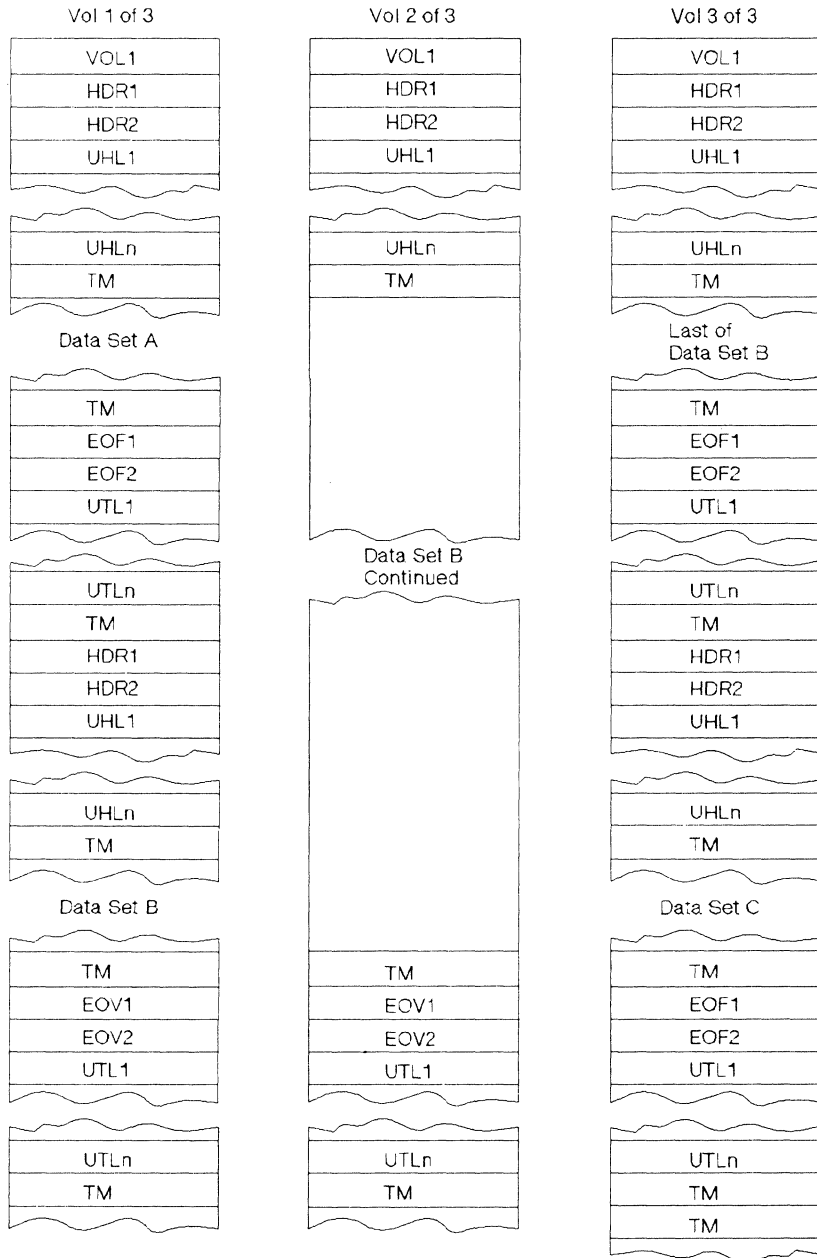 Vol 1 of 3
VOL1
HDR1
HDR2
UHL1
UHLn
TM
Data Set A
TM
EOF1
EOF2
UTL1
UTLn
TM
HDR1
HDR2
UHL1
UHLn
TM
Data Set B
TM
EOV1
EOV2
UTL1
UTLn
TM
Vol 2 of 3
VOL1
HDR1
HDR2
UHL1
UHLn
TM
Data Set B
Continued
TM
EOV1
EOV2
UTL1
UTLn
TM
Vol 3 of 3
VOL1
HDR1
HDR2
UHL1
UHLn
TM
Last of
Data Set B
TM
EOF1
EOF2
UTL1
UTLn
TM
HDR1
HDR2
UHL1
UHLn
TM
Data Set C
TM
EOF1
EOF2
UTL1
UTLn
TM
TM